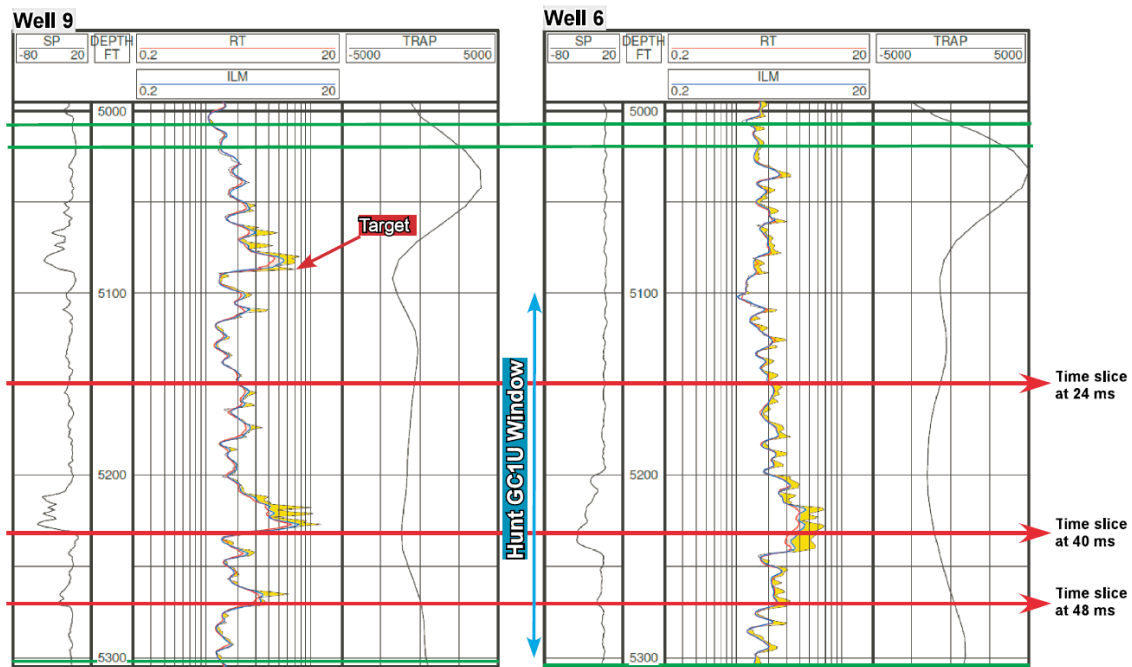 Well 9
SP
-80 20
DEPTH
FT
RT
0.2 20
TRAP
-5000 5000
ILM
0.2 20
5000
5100
5200
5300
Target
Hunt GC1U Window
Well 6
SP
-80 20
DEPTH
FT
RT
0.2 20
TRAP
-5000 5000
ILM
0.2 20
5000
5100
5200
5300
Time slice
at 24 ms
Time slice
at 40 ms
Time slice
at 48 ms